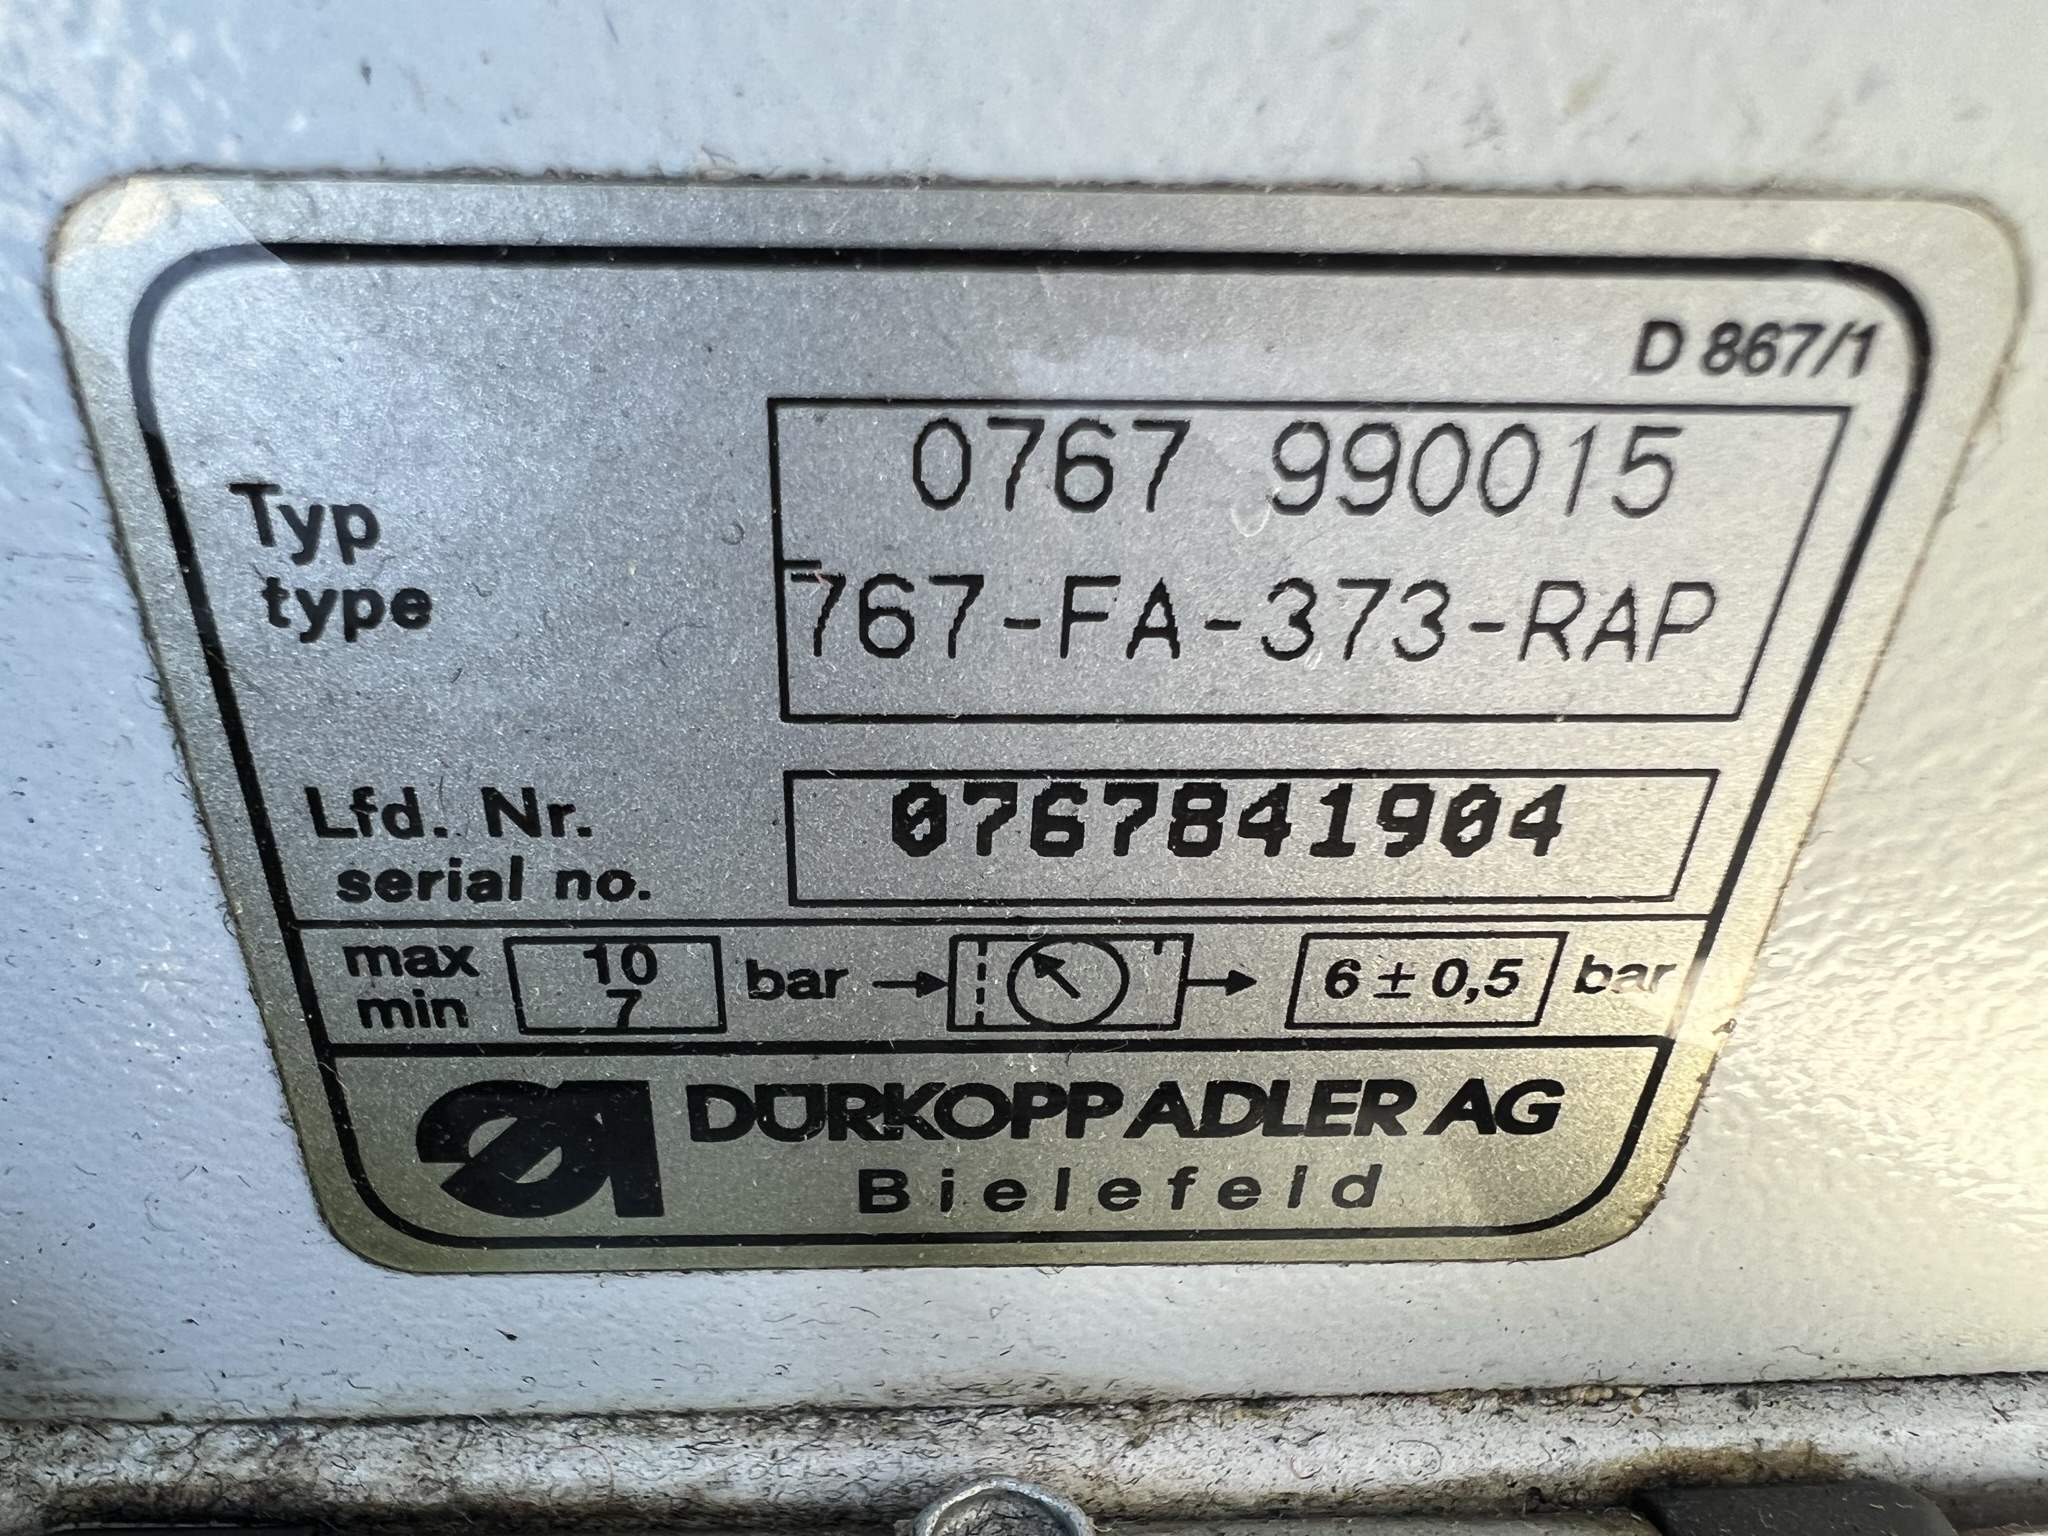 D 867/1
Typ
type
0767 990015
767-FA-373-RAP
Lfd. Nr.
serial no.
0767841904
max 10 bar 6 ± 0,5 bar
min 7
DÜRKOPP ADLER AG
Bielefeld